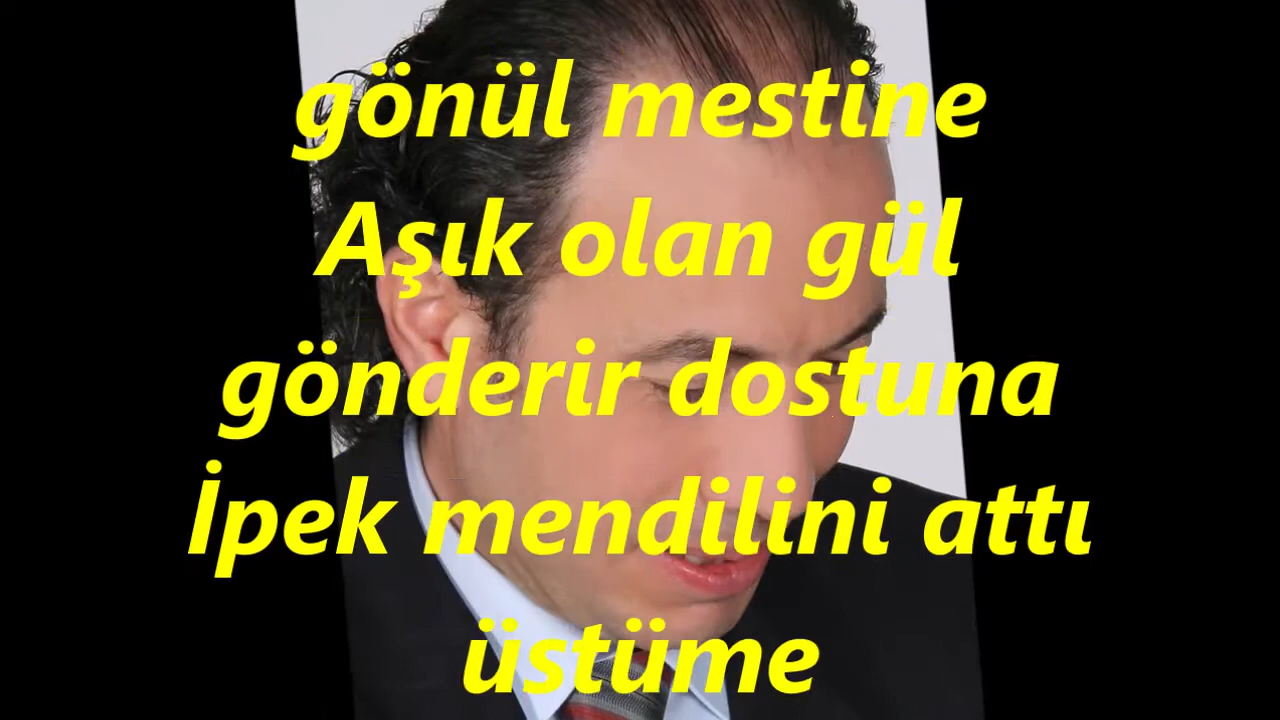 gönül mestine
Aşık olan gül
gönderir dostuna
İpek mendilini attı
üstüme